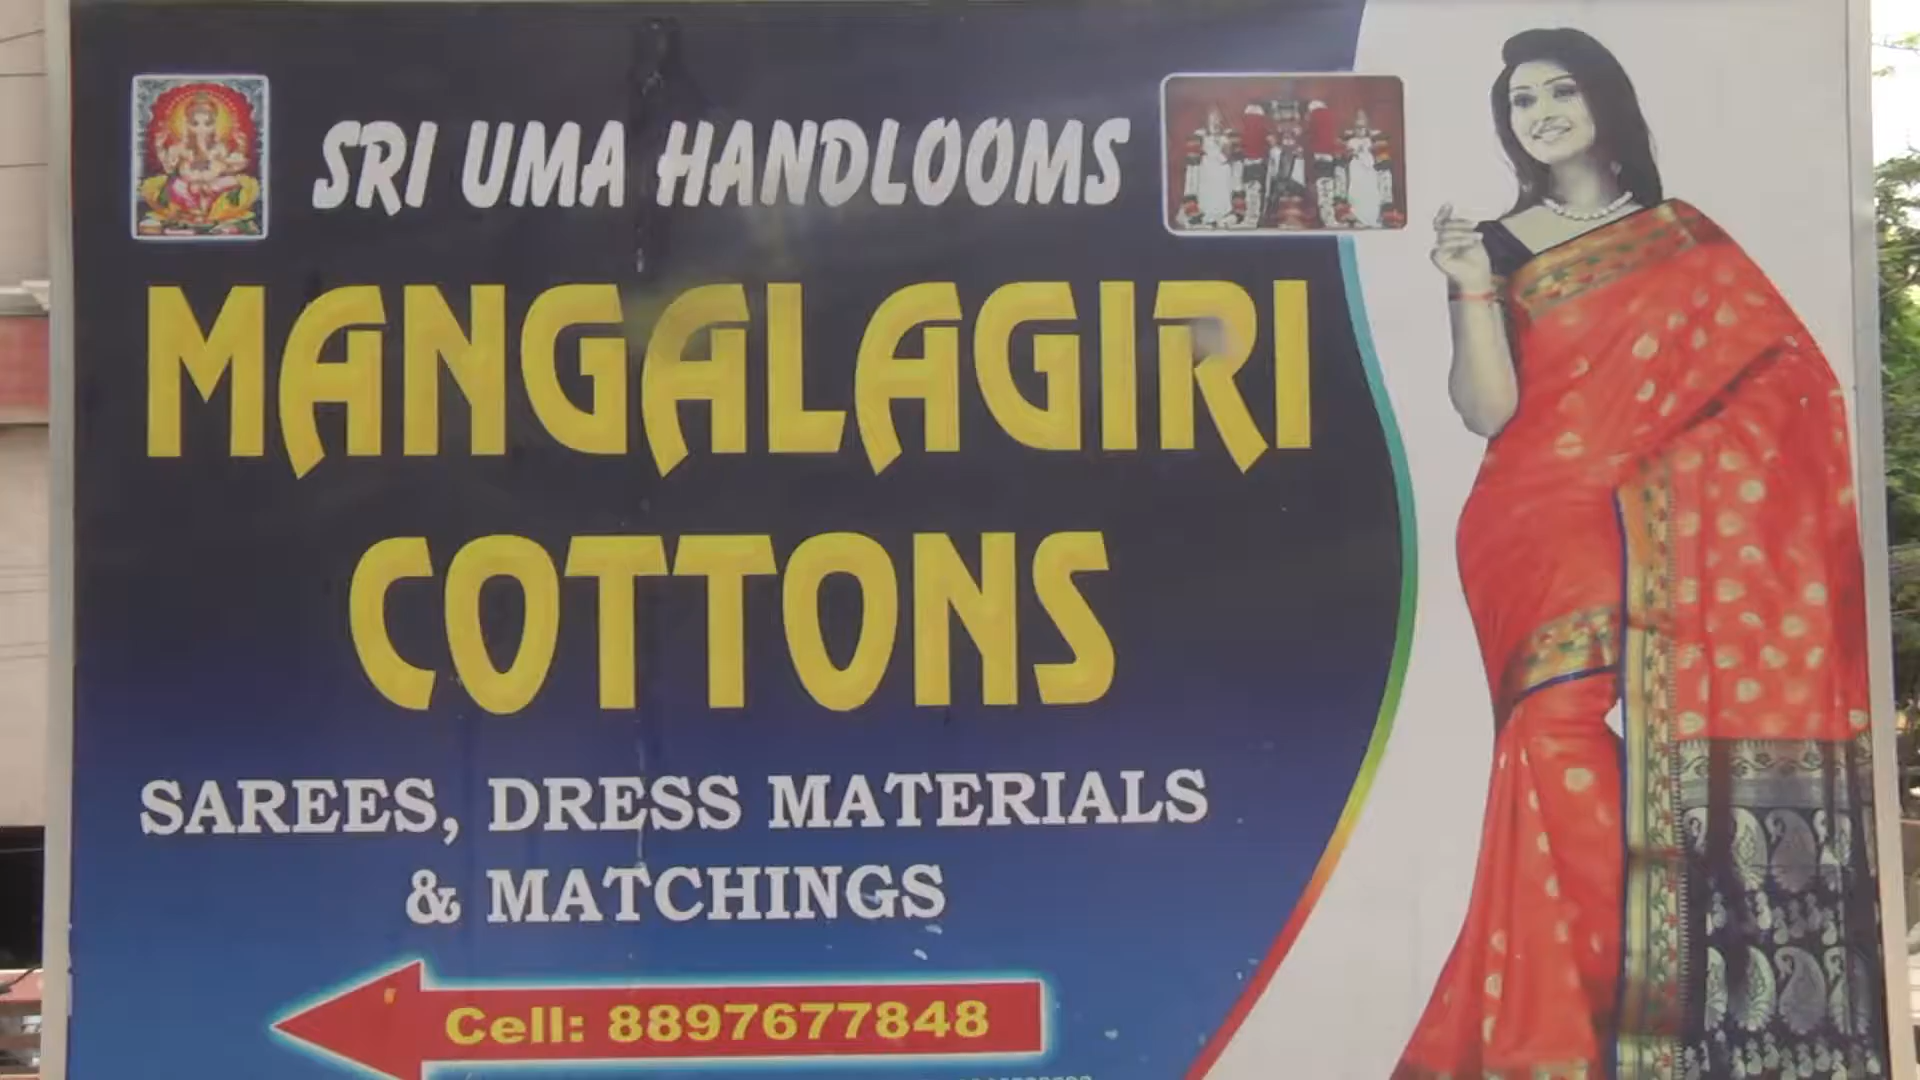 SRI UMA HANDLOOMS
MANGALAGIRI
COTTONS
SAREES, DRESS MATERIALS
& MATCHINGS
Cell: 8897677848